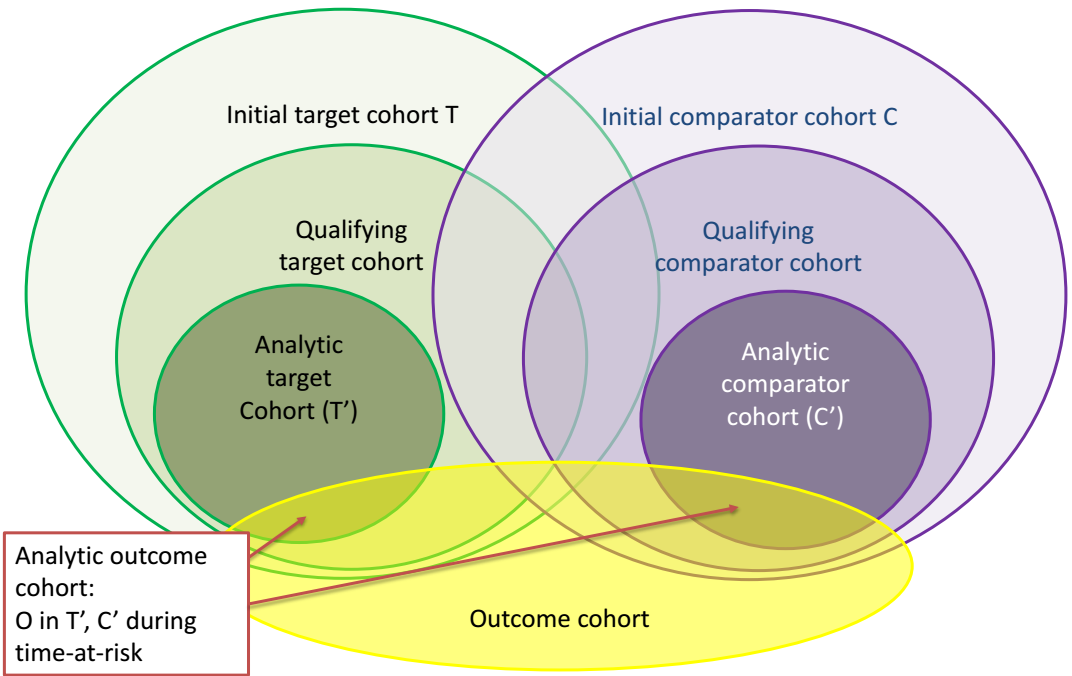 Initial target cohort T
Initial comparator cohort C
Qualifying
target cohort
Qualifying
comparator cohort
Analytic
target
Cohort (T’)
Analytic
comparator
cohort (C’)
Analytic outcome
cohort:
O in T’, C’ during
time-at-risk
Outcome cohort